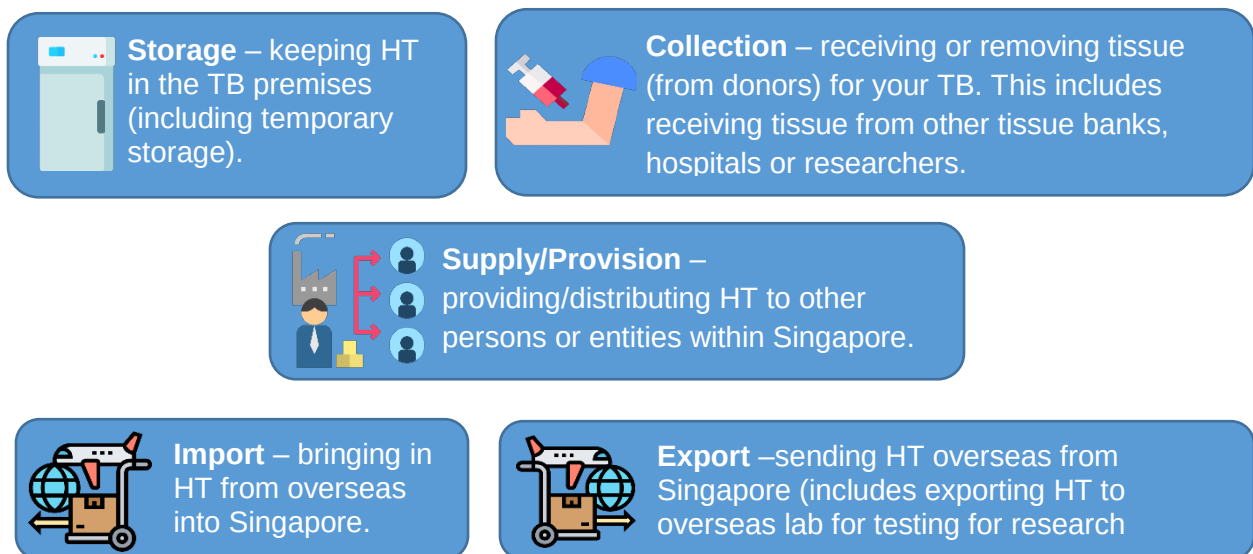 Storage – keeping HT
in the TB premises
(including temporary
storage).
Collection – receiving or removing tissue
(from donors) for your TB. This includes
receiving tissue from other tissue banks,
hospitals or researchers.
Supply/Provision –
providing/distributing HT to other
persons or entities within Singapore.
Import – bringing in
HT from overseas
into Singapore.
Export –sending HT overseas from
Singapore (includes exporting HT to
overseas lab for testing for research